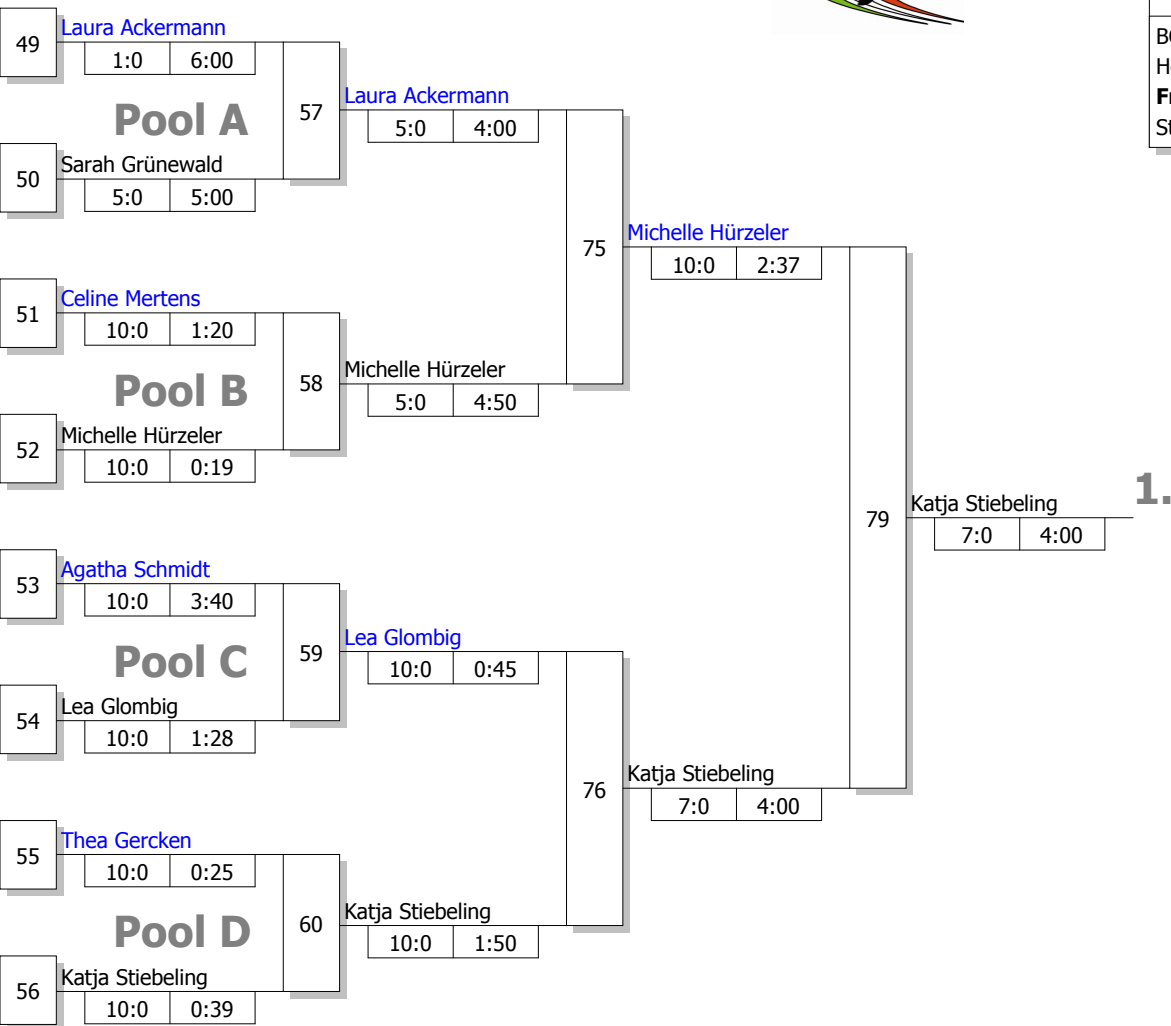 49
Laura Ackermann
1:0 6:00
Pool A
57
Laura Ackermann
5:0 4:00
50
Sarah Grünewald
5:0 5:00
75
Michelle Hürzeler
10:0 2:37
51
Celine Mertens
10:0 1:20
Pool B
58
Michelle Hürzeler
5:0 4:50
52
Michelle Hürzeler
10:0 0:19
79
Katja Stiebeling
7:0 4:00
1.
53
Agatha Schmidt
10:0 3:40
Pool C
59
Lea Glombig
10:0 0:45
54
Lea Glombig
10:0 1:28
76
Katja Stiebeling
7:0 4:00
55
Thea Gercken
10:0 0:25
Pool D
60
Katja Stiebeling
10:0 1:50
56
Katja Stiebeling
10:0 0:39